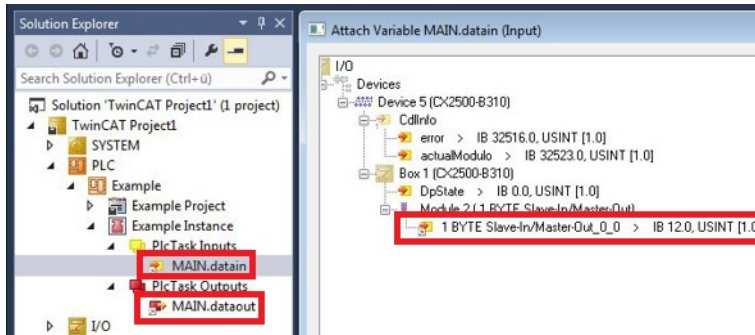 Solution Explorer
Search Solution Explorer (Ctrl+ü)
Solution 'TwinCAT Project1' (1 project)
TwinCAT Project1
SYSTEM
PLC
Example
Example Project
Example Instance
PlcTask Inputs
MAIN.datain
PlcTask Outputs
MAIN.dataout
I/O
Attach Variable MAIN.datain (Input)
I/O
Devices
Device 5 (CX2500-B310)
CdlInfo
error > IB 32516.0, USINT [1.0]
actualModulo > IB 32523.0, USINT [1.0]
Box 1 (CX2500-B310)
DpState > IB 0.0, USINT [1.0]
Module 2 (1 BYTE Slave-In/Master-Out)
1 BYTE Slave-In/Master-Out_0_0 > IB 12.0, USINT [1.0